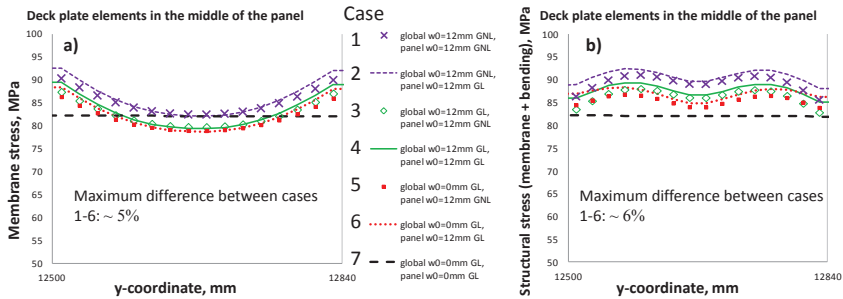 Deck plate elements in the middle of the panel
a)
Membrane stress, MPa
100
95
90
85
80
75
70
65
60
55
50
Maximum difference between cases
1-6: ~ 5%
12500
12840
y-coordinate, mm
Case
1 global w0=12mm GNL,
panel w0=12mm GNL
2 global w0=12mm GNL,
panel w0=12mm GL
3 global w0=12mm GL,
panel w0=12mm GNL
4 global w0=12mm GL,
panel w0=12mm GL
5 global w0=0mm GL,
panel w0=12mm GNL
6 global w0=0mm GL,
panel w0=12mm GL
7 global w0=0mm GL,
panel w0=0mm GL
Deck plate elements in the middle of the panel
b)
Structural stress (membrane + bending), MPa
100
95
90
85
80
75
70
65
60
55
50
Maximum difference between cases
1-6: ~ 6%
12500
12840
y-coordinate, mm